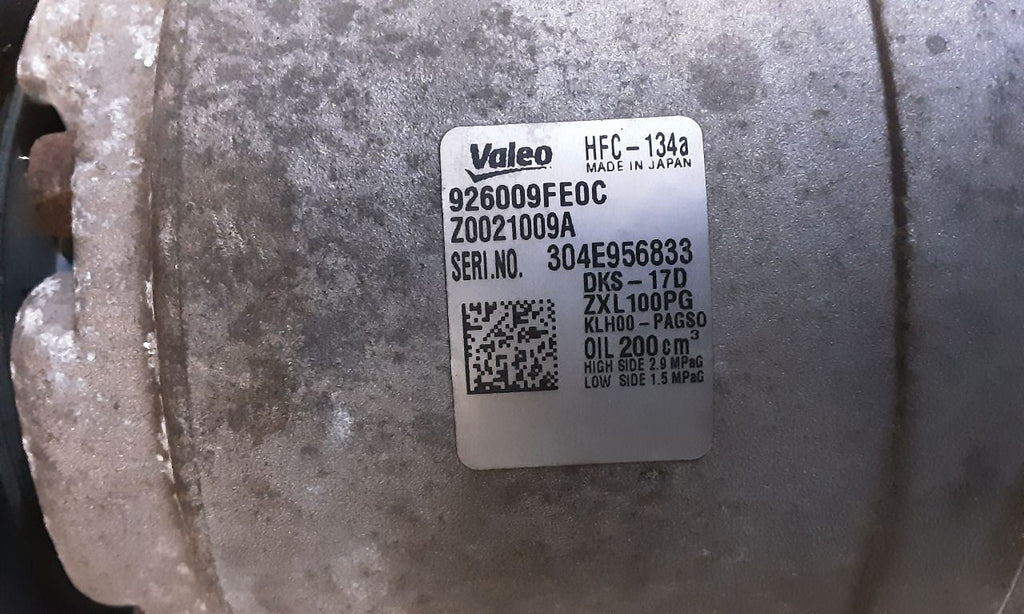 Valeo HFC-134a
MADE IN JAPAN
926009FE0C
Z0021009A
SERI.NO. 304E956833
DKS-17D
ZXL100PG
KLH00-PAGSO
OIL 200cm³
HIGH SIDE 2.9 MPaG
LOW SIDE 1.5 MPaG